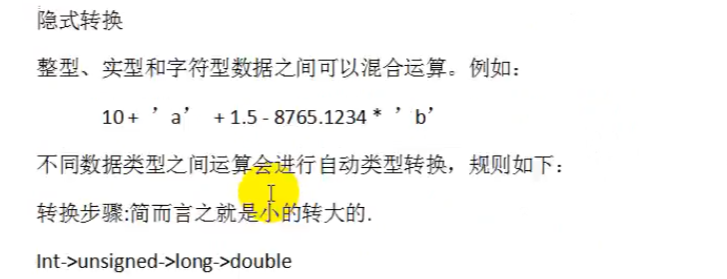 隐式转换
整型、实型和字符型数据之间可以混合运算。例如：
10 + ’a’ + 1.5 - 8765.1234 * ’b’
不同数据类型之间运算会进行自动类型转换，规则如下：
转换步骤:简而言之就是小的转大的.
Int->unsigned->long->double